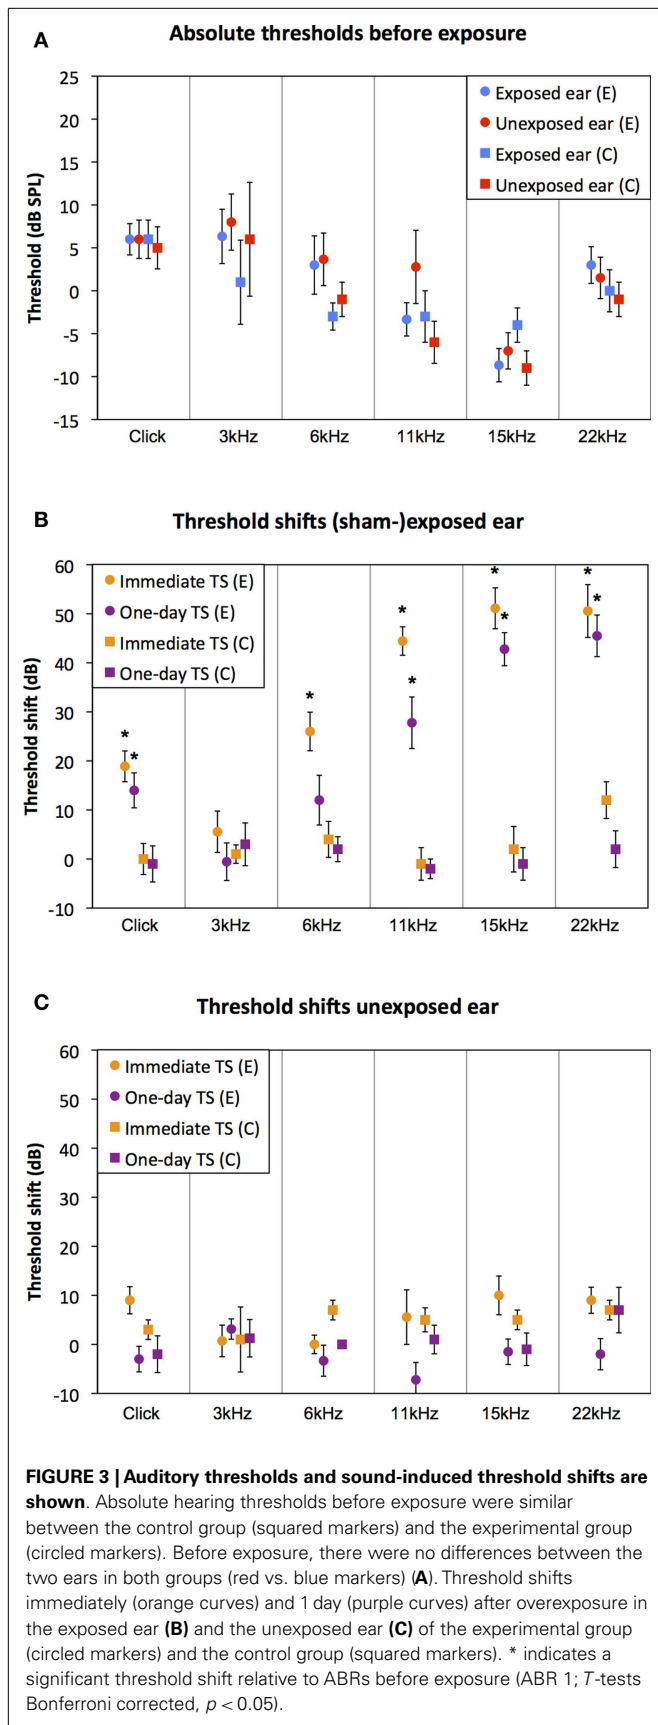 A
Absolute thresholds before exposure
Threshold (dB SPL)
25
20
15
10
5
0
-5
-10
-15
Exposed ear (E)
Unexposed ear (E)
Exposed ear (C)
Unexposed ear (C)
Click 3kHz 6kHz 11kHz 15kHz 22kHz
B
Threshold shifts (sham-)exposed ear
Threshold shift (dB)
60
50
40
30
20
10
0
-10
Immediate TS (E)
One-day TS (E)
Immediate TS (C)
One-day TS (C)
* * * * * * * * *
Click 3kHz 6kHz 11kHz 15kHz 22kHz
C
Threshold shifts unexposed ear
Threshold shift (dB)
60
50
40
30
20
10
0
-10
Immediate TS (E)
One-day TS (E)
Immediate TS (C)
One-day TS (C)
Click 3kHz 6kHz 11kHz 15kHz 22kHz
FIGURE 3 | Auditory thresholds and sound-induced threshold shifts are
shown. Absolute hearing thresholds before exposure were similar
between the control group (squared markers) and the experimental group
(circled markers). Before exposure, there were no differences between the
two ears in both groups (red vs. blue markers) (A). Threshold shifts
immediately (orange curves) and 1 day (purple curves) after overexposure in
the exposed ear (B) and the unexposed ear (C) of the experimental group
(circled markers) and the control group (squared markers). * indicates a
significant threshold shift relative to ABRs before exposure (ABR 1; T-tests
Bonferroni corrected, p < 0.05).